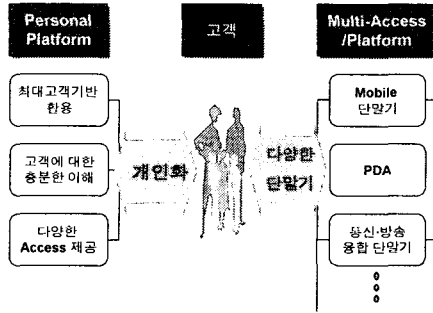 Personal
Platform
고객
Multi-Access
/Platform
최대고객기반
활용
고객에 대한
충분한 이해
다양한
Access 제공
개인화
다양한
단말기
Mobile
단말기
PDA
통신·방송
융합 단말기